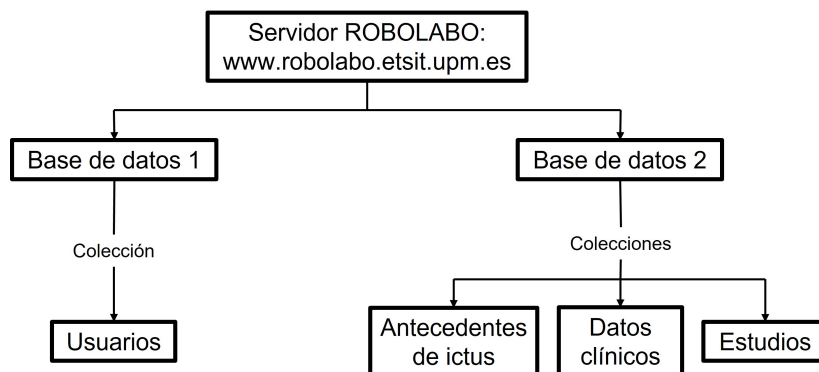 Servidor ROBOLABO:
www.robolabo.etsit.upm.es
Base de datos 1
Base de datos 2
Colección
Colecciones
Usuarios
Antecedentes
de ictus
Datos
clínicos
Estudios